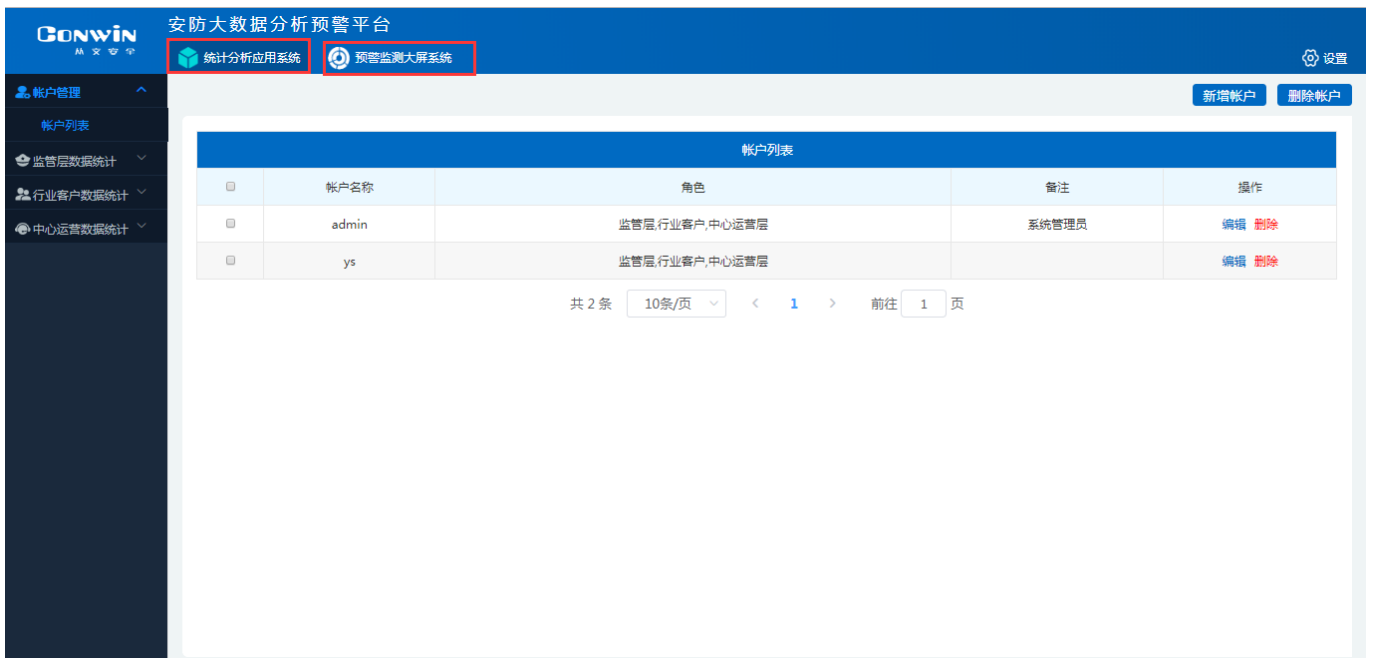 CONWIN
丛文安全
安防大数据分析预警平台
统计分析应用系统 预警监测大屏系统
设置
帐户管理
帐户列表
监管层数据统计
行业客户数据统计
中心运营数据统计
新增帐户 删除帐户
帐户列表
帐户名称 角色 备注 操作
admin 监管层,行业客户,中心运营层 系统管理员 编辑 删除
ys 监管层,行业客户,中心运营层 编辑 删除
共 2 条 10条/页 1 前往 1 页